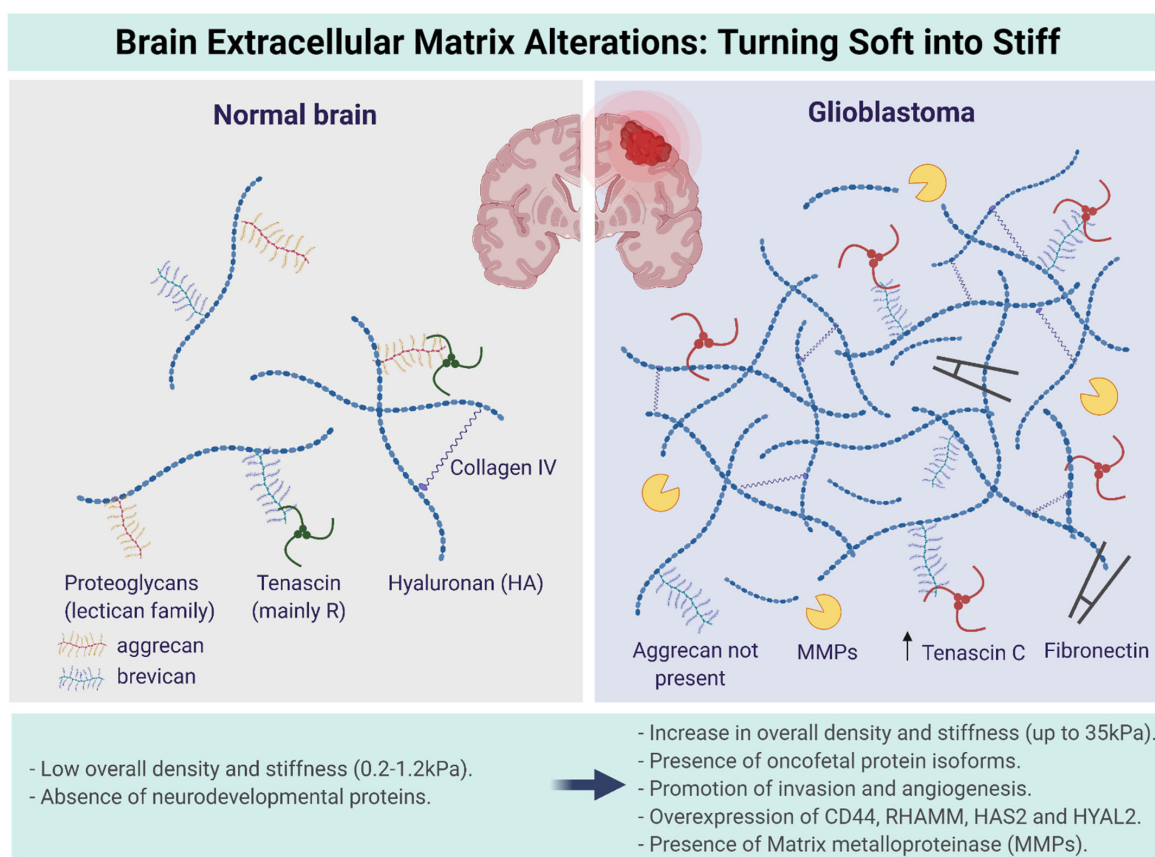 Brain Extracellular Matrix Alterations: Turning Soft into Stiff
Normal brain
Collagen IV
Proteoglycans
(lectican family)
Tenascin
(mainly R)
Hyaluronan (HA)
aggrecan
brevican
Glioblastoma
Aggrecan not
present
MMPs
Tenascin C
Fibronectin
- Low overall density and stiffness (0.2-1.2kPa).
- Absence of neurodevelopmental proteins.
- Increase in overall density and stiffness (up to 35kPa).
- Presence of oncofetal protein isoforms.
- Promotion of invasion and angiogenesis.
- Overexpression of CD44, RHAMM, HAS2 and HYAL2.
- Presence of Matrix metalloproteinase (MMPs).